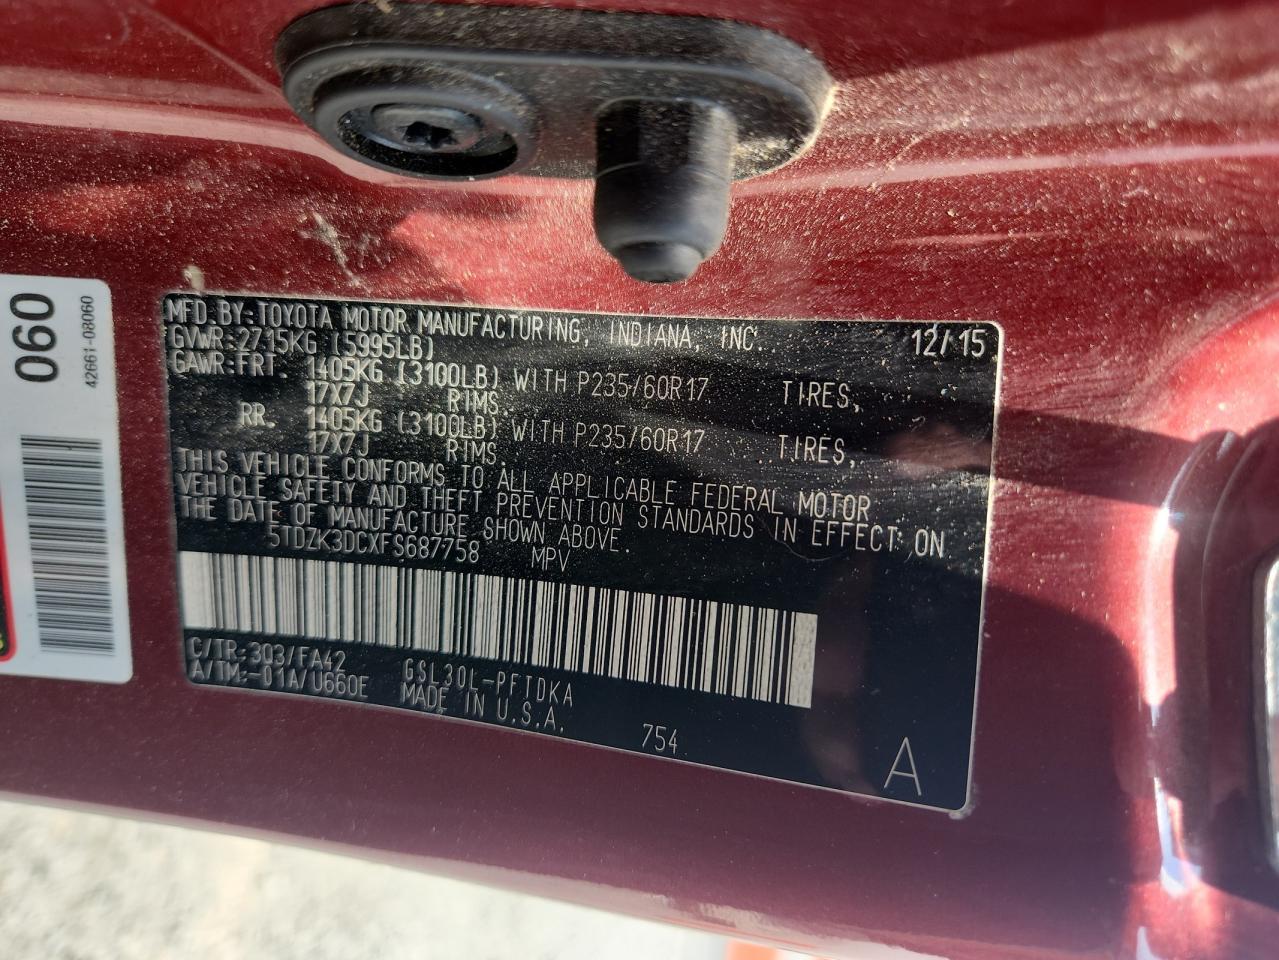 060
42661-08060
MFD BY:TOYOTA MOTOR MANUFACTURING, INDIANA, INC. 12/15
GVWR:2715KG (5995LB)
GAWR:FRT. 1405KG (3100LB) WITH P235/60R17 TIRES,
17X7J RIMS.
RR. 1405KG (3100LB) WITH P235/60R17 TIRES,
17X7J RIMS.
THIS VEHICLE CONFORMS TO ALL APPLICABLE FEDERAL MOTOR
VEHICLE SAFETY AND THEFT PREVENTION STANDARDS IN EFFECT ON
THE DATE OF MANUFACTURE SHOWN ABOVE.
5TDZK3DCXFS687758 MPV
C/TR:3Q3/FA42 GSL30L-PFTDKA
A/TM:-01A/U660E MADE IN U.S.A. 754
A